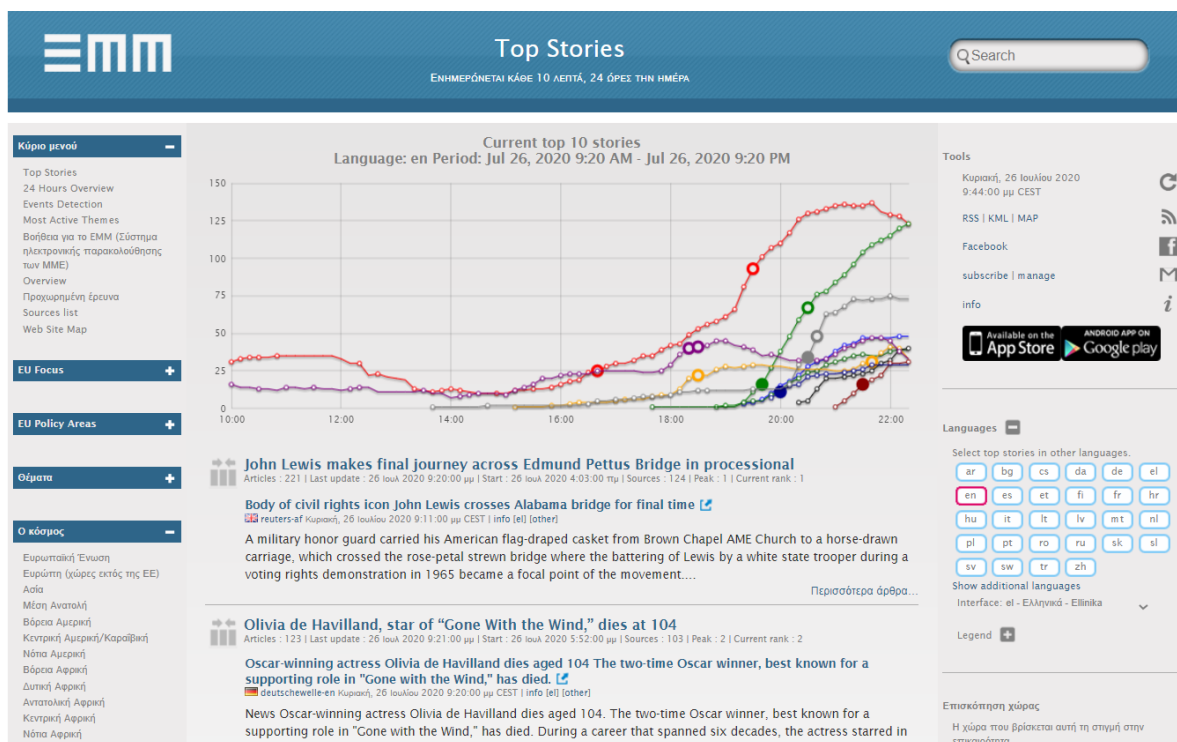 EMM
Top Stories
Ενημερώνεται κάθε 10 λεπτά, 24 ώρες την ημέρα
Search
Κύριο μενού
Top Stories
24 Hours Overview
Events Detection
Most Active Themes
Βοήθεια για το EMM (Σύστημα
ηλεκτρονικής παρακολούθησης
των ΜΜΕ)
Overview
Προχωρημένη έρευνα
Sources list
Web Site Map
EU Focus
EU Policy Areas
Θέματα
Ο κόσμος
Ευρωπαϊκή Ένωση
Ευρώπη (χώρες εκτός της ΕΕ)
Ασία
Μέση Ανατολή
Βόρεια Αμερική
Κεντρική Αμερική/Καραϊβική
Νότια Αμερική
Βόρεια Αφρική
Δυτική Αφρική
Ανατολική Αφρική
Κεντρική Αφρική
Νότια Αφρική
Current top 10 stories
Language: en Period: Jul 26, 2020 9:20 AM - Jul 26, 2020 9:20 PM
150
125
100
75
50
25
0
10:00 12:00 14:00 16:00 18:00 20:00 22:00
John Lewis makes final journey across Edmund Pettus Bridge in processional
Articles : 221 | Last update : 26 Ιουλ 2020 9:20:00 μμ | Start : 26 Ιουλ 2020 4:03:00 πμ | Sources : 124 | Peak : 1 | Current rank : 1
Body of civil rights icon John Lewis crosses Alabama bridge for final time
reuters-af Κυριακή, 26 Ιουλίου 2020 9:11:00 μμ CEST | info [el] [other]
A military honor guard carried his American flag-draped casket from Brown Chapel AME Church to a horse-drawn
carriage, which crossed the rose-petal strewn bridge where the battering of Lewis by a white state trooper during a
voting rights demonstration in 1965 became a focal point of the movement....
Περισσότερα άρθρα...
Olivia de Havilland, star of “Gone With the Wind,” dies at 104
Articles : 123 | Last update : 26 Ιουλ 2020 9:21:00 μμ | Start : 26 Ιουλ 2020 5:52:00 μμ | Sources : 103 | Peak : 2 | Current rank : 2
Oscar-winning actress Olivia de Havilland dies aged 104 The two-time Oscar winner, best known for a
supporting role in "Gone with the Wind," has died.
deutschewelle-en Κυριακή, 26 Ιουλίου 2020 9:20:00 μμ CEST | info [el] [other]
News Oscar-winning actress Olivia de Havilland dies aged 104. The two-time Oscar winner, best known for a
supporting role in "Gone with the Wind," has died. During a career that spanned six decades, the actress starred in
Tools
Κυριακή, 26 Ιουλίου 2020
9:44:00 μμ CEST
RSS | KML | MAP
Facebook
subscribe | manage
info
Available on the App Store
ANDROID APP ON Google play
Languages
Select top stories in other languages.
ar bg cs da de el
en es et fi fr hr
hu it lt lv mt nl
pl pt ro ru sk sl
sv sw tr zh
Show additional languages
Interface: el - Ελληνικά - Ellinika
Legend
Επισκόπηση χώρας
Η χώρα που βρίσκεται αυτή τη στιγμή στην
επικαιρότητα